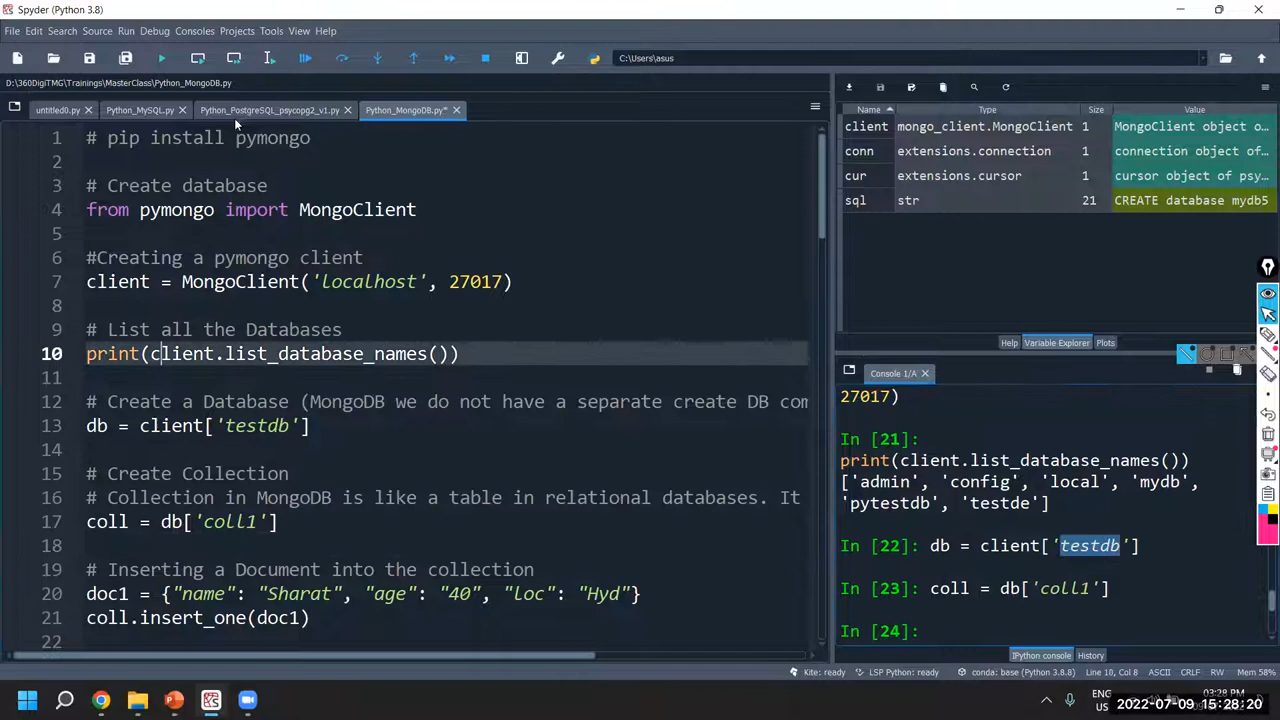 Spyder (Python 3.8)
File Edit Search Source Run Debug Consoles Projects Tools View Help
C:\Users\asus
D:\360DigiTMG\Trainings\MasterClass\Python_MongoDB.py
untitled0.py Python_MySQL.py Python_PostgreSQL_psycopg2_v1.py Python_MongoDB.py*
1 # pip install pymongo
2
3 # Create database
4 from pymongo import MongoClient
5
6 #Creating a pymongo client
7 client = MongoClient('localhost', 27017)
8
9 # List all the Databases
10 print(client.list_database_names())
11
12 # Create a Database (MongoDB we do not have a separate create DB com
13 db = client['testdb']
14
15 # Create Collection
16 # Collection in MongoDB is like a table in relational databases. It
17 coll = db['coll1']
18
19 # Inserting a Document into the collection
20 doc1 = {"name": "Sharat", "age": "40", "loc": "Hyd"}
21 coll.insert_one(doc1)
22
Name Type Size Value
client mongo_client.MongoClient 1 MongoClient object o...
conn extensions.connection 1 connection object of...
cur extensions.cursor 1 cursor object of psy...
sql str 21 CREATE database mydb5
Help Variable Explorer Plots
Console 1/A
27017)
In [21]:
print(client.list_database_names())
['admin', 'config', 'local', 'mydb',
'pytestdb', 'testde']
In [22]: db = client['testdb']
In [23]: coll = db['coll1']
In [24]:
IPython console History
Kite: ready LSP Python: ready conda: base (Python 3.8.8) Line 10, Col 8 ASCII CRLF RW Mem 58%
ENG
US
03:28 PM
2022-07-09 15:28:20